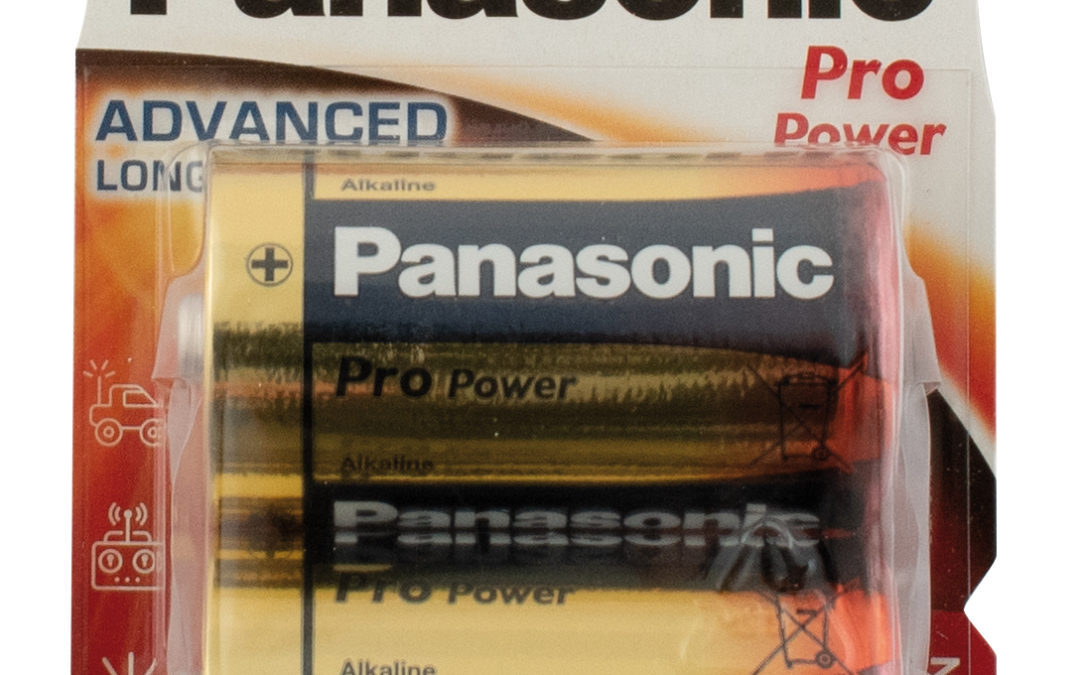 Panasonic
Pro
Power
ADVANCED
LONG
Alkaline
Panasonic
Pro Power
Alkaline
Panasonic
Pro Power
Alkaline